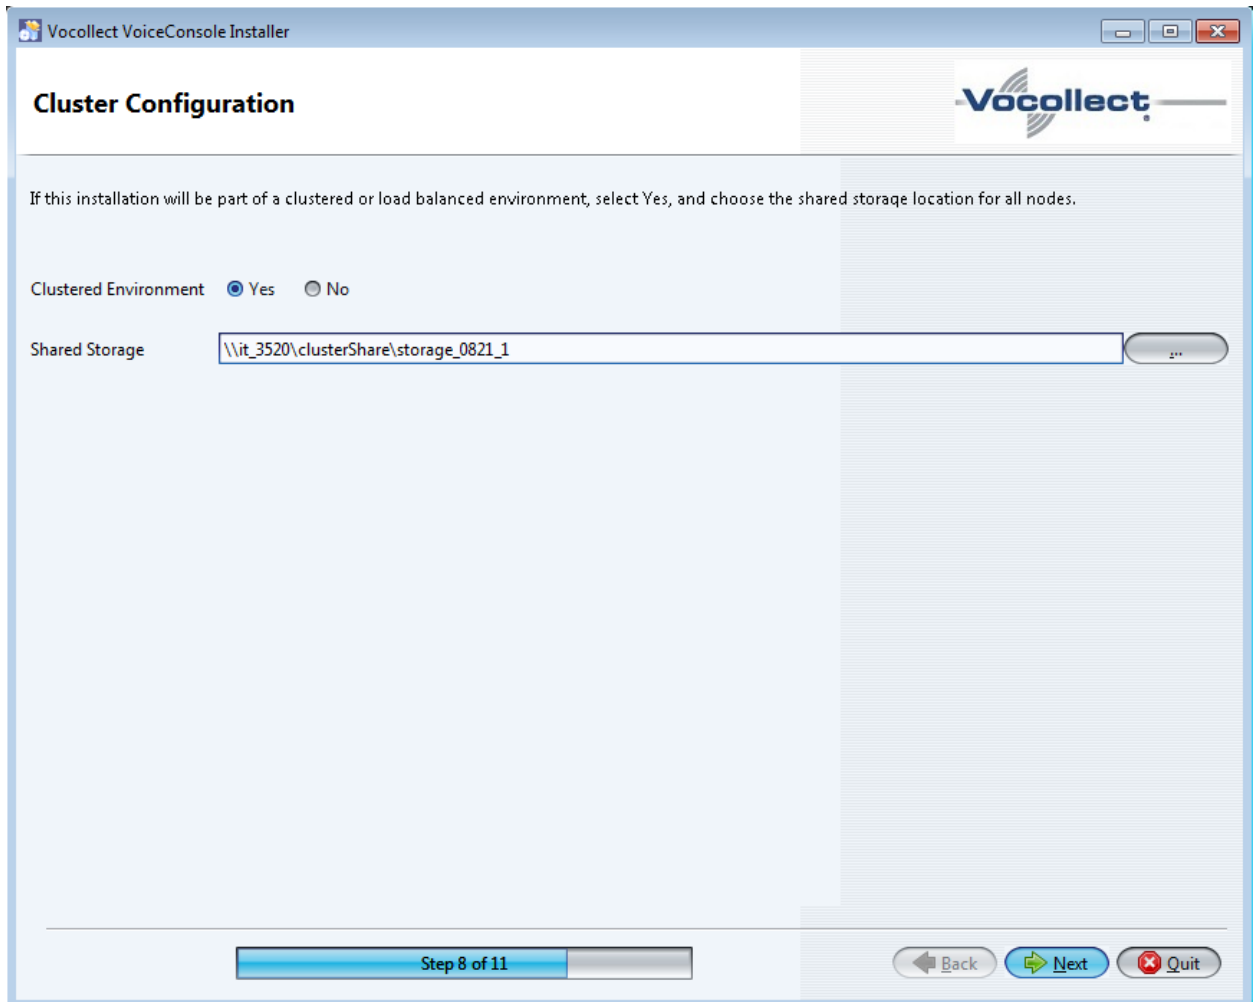 Vocollect VoiceConsole Installer
Cluster Configuration
Vocollect
If this installation will be part of a clustered or load balanced environment, select Yes, and choose the shared storage location for all nodes.
Clustered Environment Yes No
Shared Storage \\it_3520\clusterShare\storage_0821_1 ...
Step 8 of 11 Back Next Quit